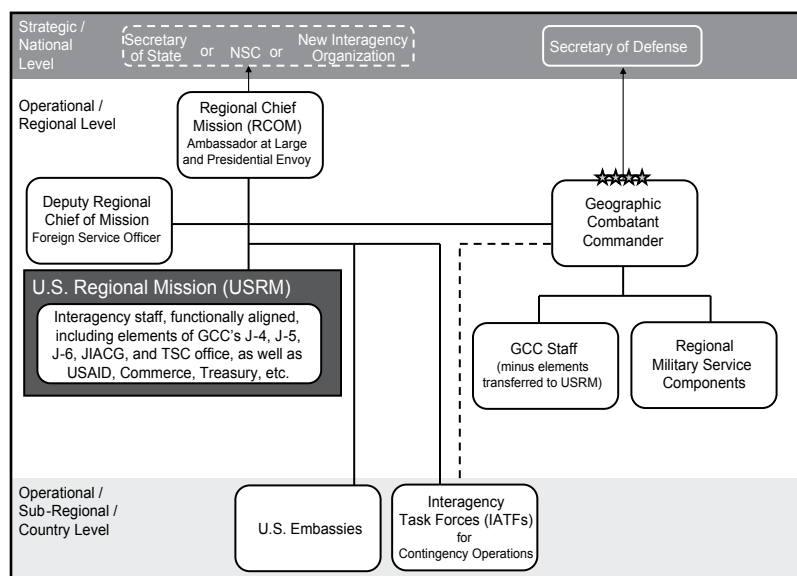 Strategic /
National
Level
Secretary
of State
or
NSC
or
New Interagency
Organization
Secretary of Defense
Operational /
Regional Level
Regional Chief
Mission (RCOM)
Ambassador at Large
and Presidential Envoy
Deputy Regional
Chief of Mission
Foreign Service Officer
Geographic
Combatant
Commander
U.S. Regional Mission (USRM)
Interagency staff, functionally aligned,
including elements of GCC's J-4, J-5,
J-6, JIACG, and TSC office, as well as
USAID, Commerce, Treasury, etc.
GCC Staff
(minus elements
transferred to USRM)
Regional
Military Service
Components
Operational /
Sub-Regional /
Country Level
U.S. Embassies
Interagency
Task Forces (IATFs)
for
Contingency Operations